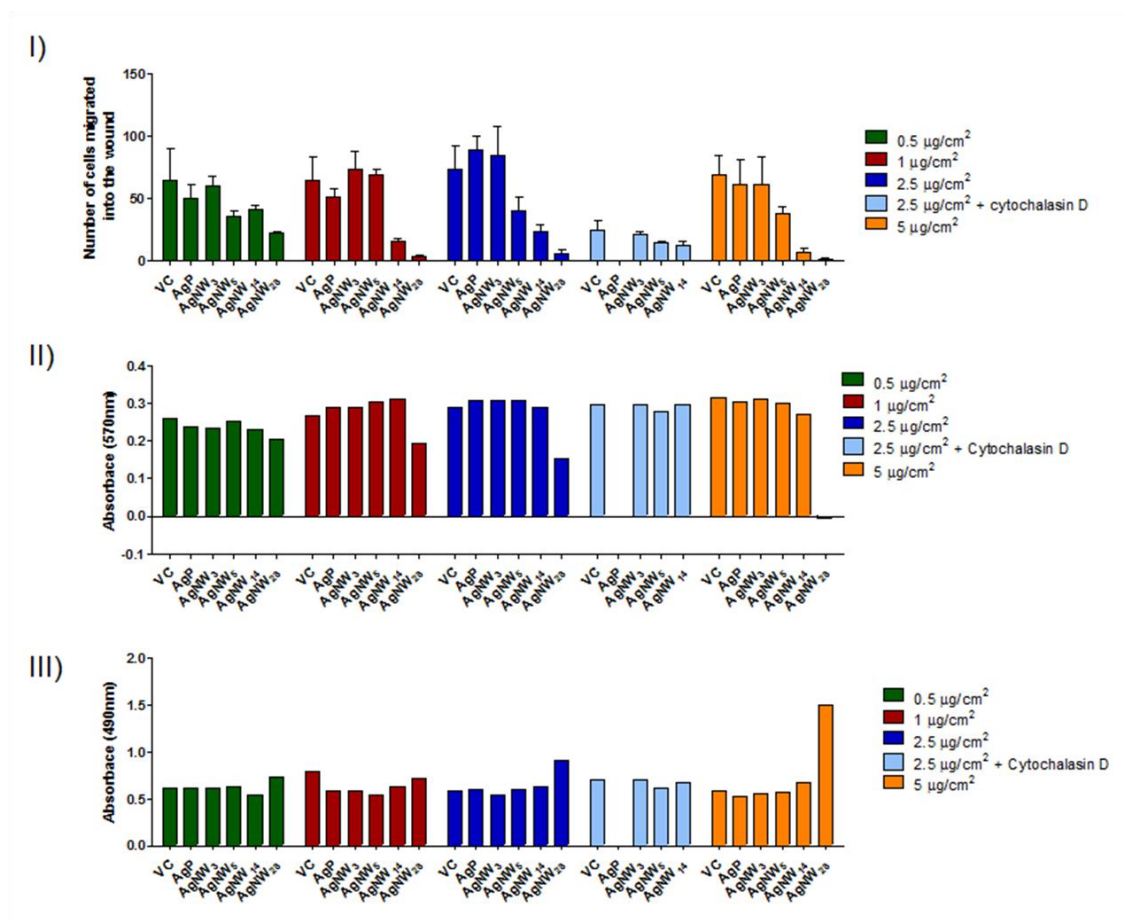 I)
Number of cells migrated
into the wound
150
100
50
0
VC AgP AgNW₃ AgNW₅ AgNW₁₄ AgNW₂₈ VC AgP AgNW₃ AgNW₅ AgNW₁₄ AgNW₂₈ VC AgP AgNW₃ AgNW₅ AgNW₁₄ AgNW₂₈ VC AgP AgNW₃ AgNW₅ AgNW₁₄ VC AgP AgNW₃ AgNW₅ AgNW₁₄ AgNW₂₈
0.5 µg/cm²
1 µg/cm²
2.5 µg/cm²
2.5 µg/cm² + cytochalasin D
5 µg/cm²
II)
Absorbace (570nm)
0.4
0.3
0.2
0.1
0.0
-0.1
VC AgP AgNW₃ AgNW₅ AgNW₁₄ AgNW₂₈ VC AgP AgNW₃ AgNW₅ AgNW₁₄ AgNW₂₈ VC AgP AgNW₃ AgNW₅ AgNW₁₄ AgNW₂₈ VC AgP AgNW₃ AgNW₅ AgNW ₁₄ VC AgP AgNW₃ AgNW₅ AgNW₁₄ AgNW₂₈
0.5 µg/cm²
1 µg/cm²
2.5 µg/cm²
2.5 µg/cm² + Cytochalasin D
5 µg/cm²
III)
Absorbace (490nm)
2.0
1.5
1.0
0.5
0.0
VC AgP AgNW₃ AgNW₅ AgNW₁₄ AgNW₂₈ VC AgP AgNW₃ AgNW₅ AgNW₁₄ AgNW₂₈ VC AgP AgNW₃ AgNW₅ AgNW₁₄ AgNW₂₈ VC AgP AgNW₃ AgNW₅ AgNW ₁₄ VC AgP AgNW₃ AgNW₅ AgNW₁₄ AgNW₂₈
0.5 µg/cm²
1 µg/cm²
2.5 µg/cm²
2.5 µg/cm² + Cytochalasin D
5 µg/cm²